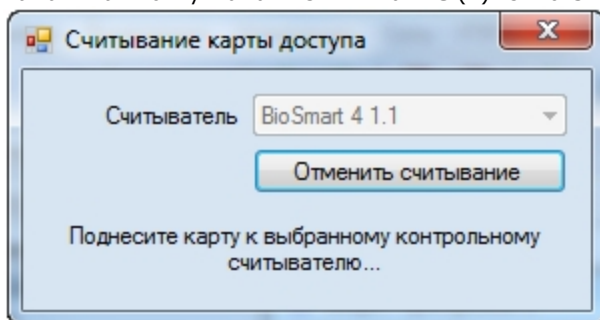 Считывание карты доступа
Считыватель BioSmart 4 1.1
Отменить считывание
Поднесите карту к выбранному контрольному
считывателю...